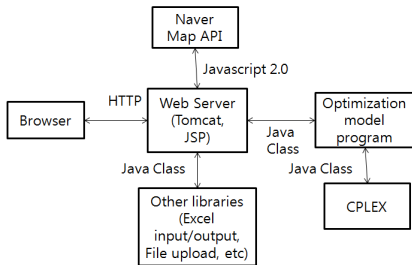 Naver
Map API
Javascript 2.0
HTTP
Browser
Web Server
(Tomcat,
JSP)
Java
Class
Optimization
model
program
Java Class
Java Class
Other libraries
(Excel
input/output,
File upload, etc)
CPLEX